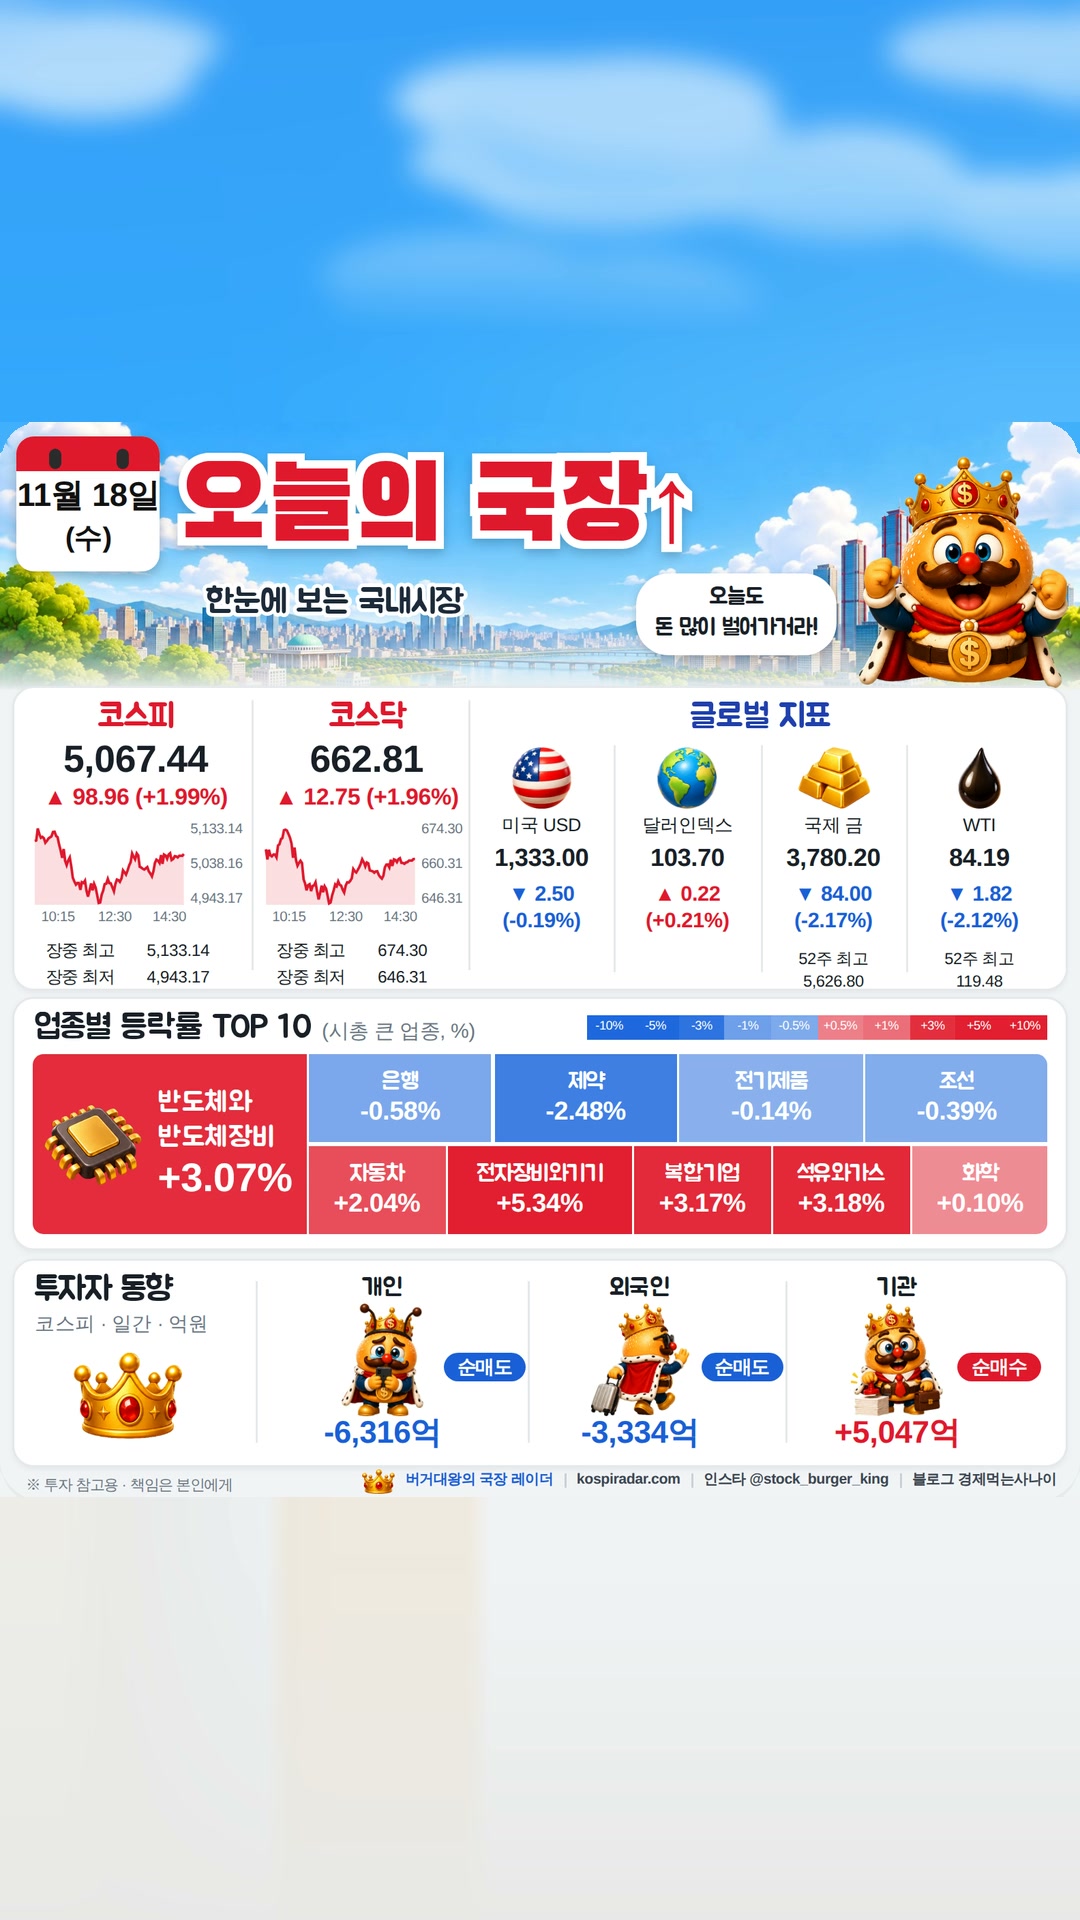 11월 18일
(수)
오늘의 국장↑
한눈에 보는 국내시장
오늘도
돈 많이 벌어가거라!
코스피
5,067.44
▲ 98.96 (+1.99%)
5,133.14
5,038.16
4,943.17
10:15 12:30 14:30
장중 최고 5,133.14
장중 최저 4,943.17
코스닥
662.81
▲ 12.75 (+1.96%)
674.30
660.31
646.31
10:15 12:30 14:30
장중 최고 674.30
장중 최저 646.31
글로벌 지표
미국 USD
1,333.00
▼ 2.50
(-0.19%)
달러인덱스
103.70
▲ 0.22
(+0.21%)
국제 금
3,780.20
▼ 84.00
(-2.17%)
52주 최고
5,626.80
WTI
84.19
▼ 1.82
(-2.12%)
52주 최고
119.48
업종별 등락률 TOP 10 (시총 큰 업종, %)
-10% -5% -3% -1% -0.5% +0.5% +1% +3% +5% +10%
반도체와
반도체장비
+3.07%
은행
-0.58%
제약
-2.48%
전기제품
-0.14%
조선
-0.39%
자동차
+2.04%
전자장비와기기
+5.34%
복합기업
+3.17%
석유와가스
+3.18%
화학
+0.10%
투자자 동향
코스피 · 일간 · 억원
개인
순매도
-6,316억
외국인
순매도
-3,334억
기관
순매수
+5,047억
※ 투자 참고용 · 책임은 본인에게
버거대왕의 국장 레이더 | kospiradar.com | 인스타 @stock_burger_king | 블로그 경제먹는사나이